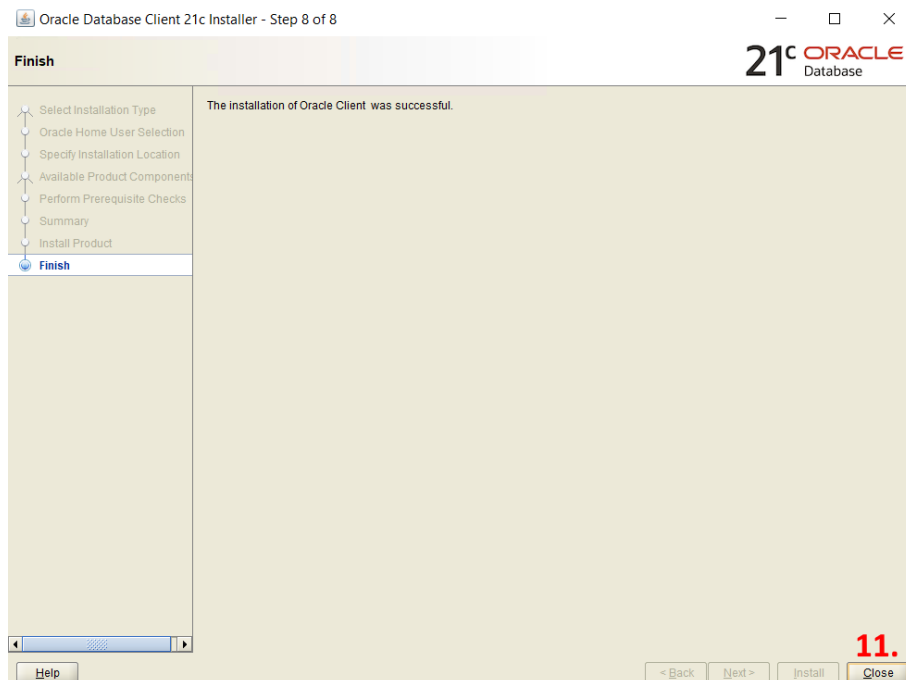 Oracle Database Client 21c Installer - Step 8 of 8
Finish
21c ORACLE
Database
Select Installation Type
Oracle Home User Selection
Specify Installation Location
Available Product Components
Perform Prerequisite Checks
Summary
Install Product
Finish
The installation of Oracle Client was successful.
11.
Help
< Back
Next >
Install
Close